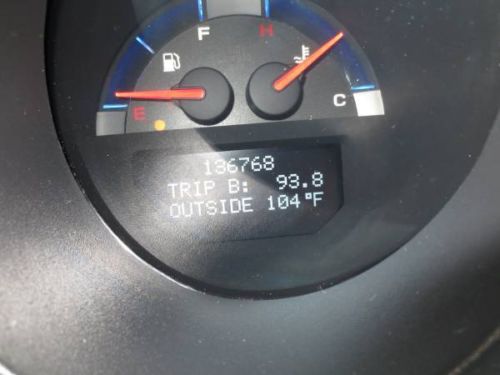 F H
E C
136768
TRIP B: 93.8
OUTSIDE 104°F